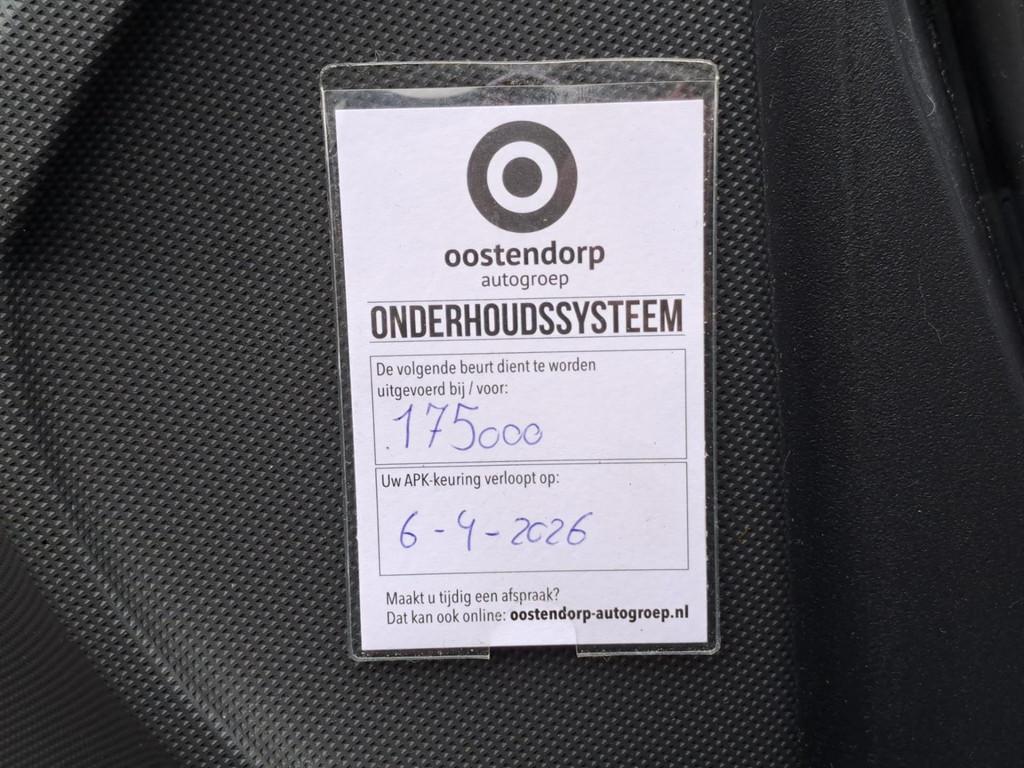 oostendorp
autogroep
ONDERHOUDSSYSTEEM
De volgende beurt dient te worden
uitgevoerd bij / voor:
175000
Uw APK-keuring verloopt op:
6-4-2026
Maakt u tijdig een afspraak?
Dat kan ook online: oostendorp-autogroep.nl